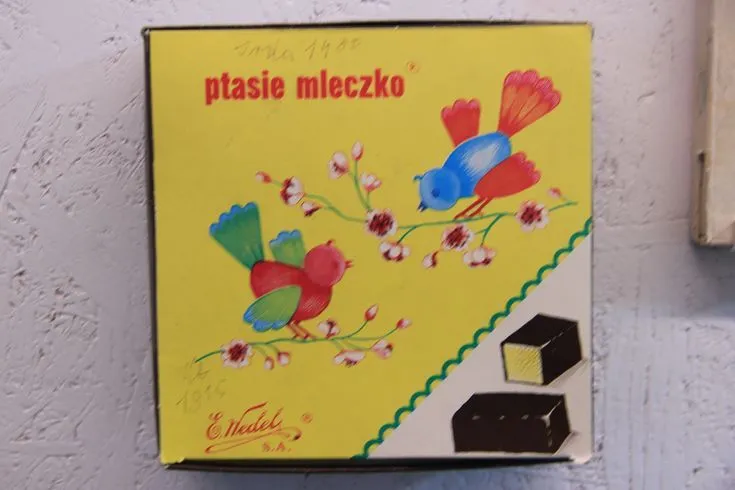 ptasie mleczko ®
E. Wedel ®
S.A.